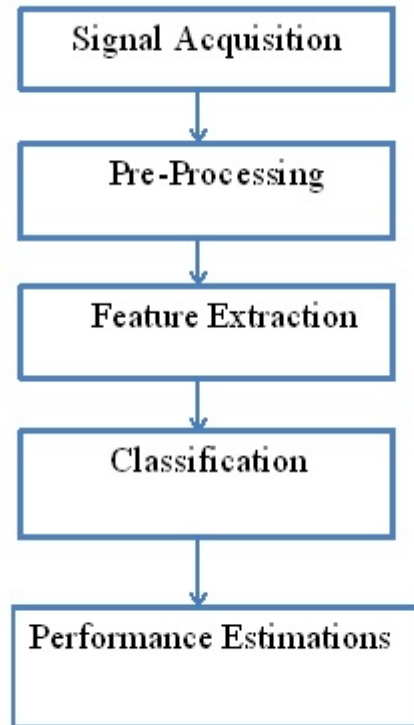 Signal Acquisition
Pre-Processing
Feature Extraction
Classification
Performance Estimations